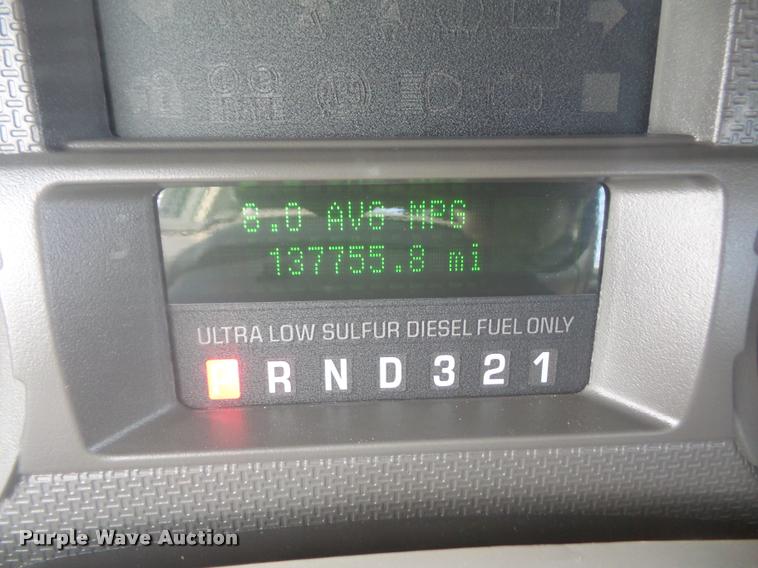 8.0 AVG MPG
137755.8 mi
ULTRA LOW SULFUR DIESEL FUEL ONLY
P R N D 3 2 1
Purple Wave Auction